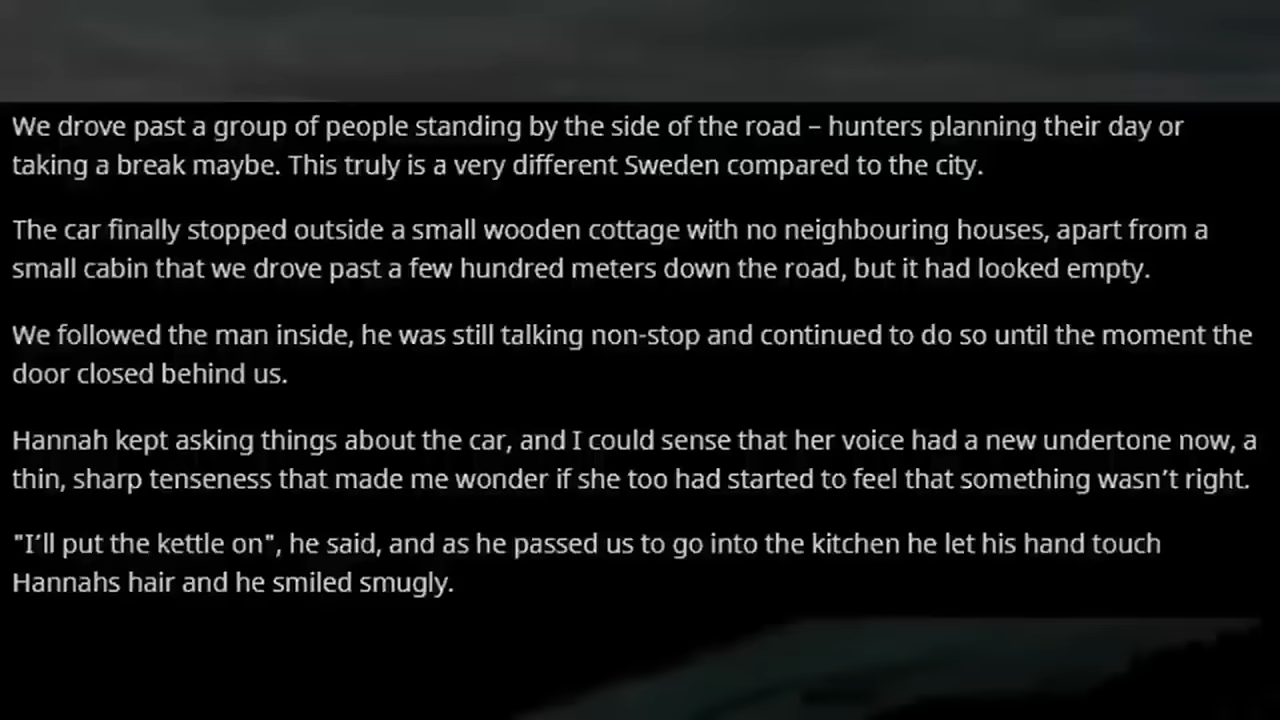 We drove past a group of people standing by the side of the road – hunters planning their day or
taking a break maybe. This truly is a very different Sweden compared to the city.
The car finally stopped outside a small wooden cottage with no neighbouring houses, apart from a
small cabin that we drove past a few hundred meters down the road, but it had looked empty.
We followed the man inside, he was still talking non-stop and continued to do so until the moment the
door closed behind us.
Hannah kept asking things about the car, and I could sense that her voice had a new undertone now, a
thin, sharp tenseness that made me wonder if she too had started to feel that something wasn’t right.
"I’ll put the kettle on", he said, and as he passed us to go into the kitchen he let his hand touch
Hannahs hair and he smiled smugly.